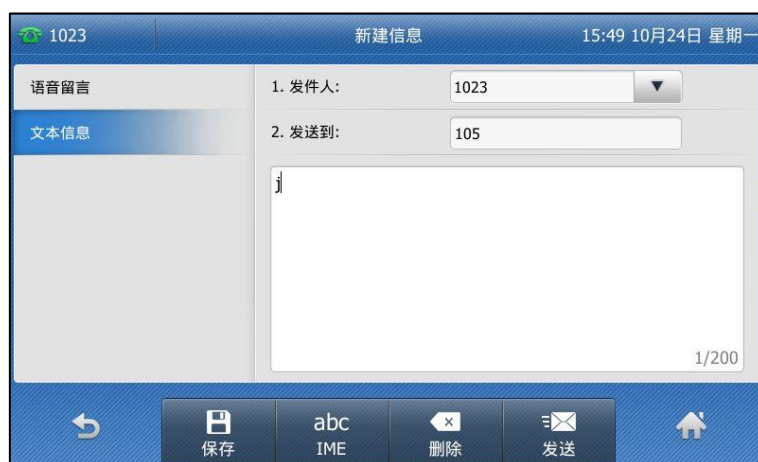 1023 新建信息 15:49 10月24日 星期一
语音留言 1. 发件人: 1023
文本信息 2. 发送到: 105
j
1/200
保存 abc IME 删除 发送